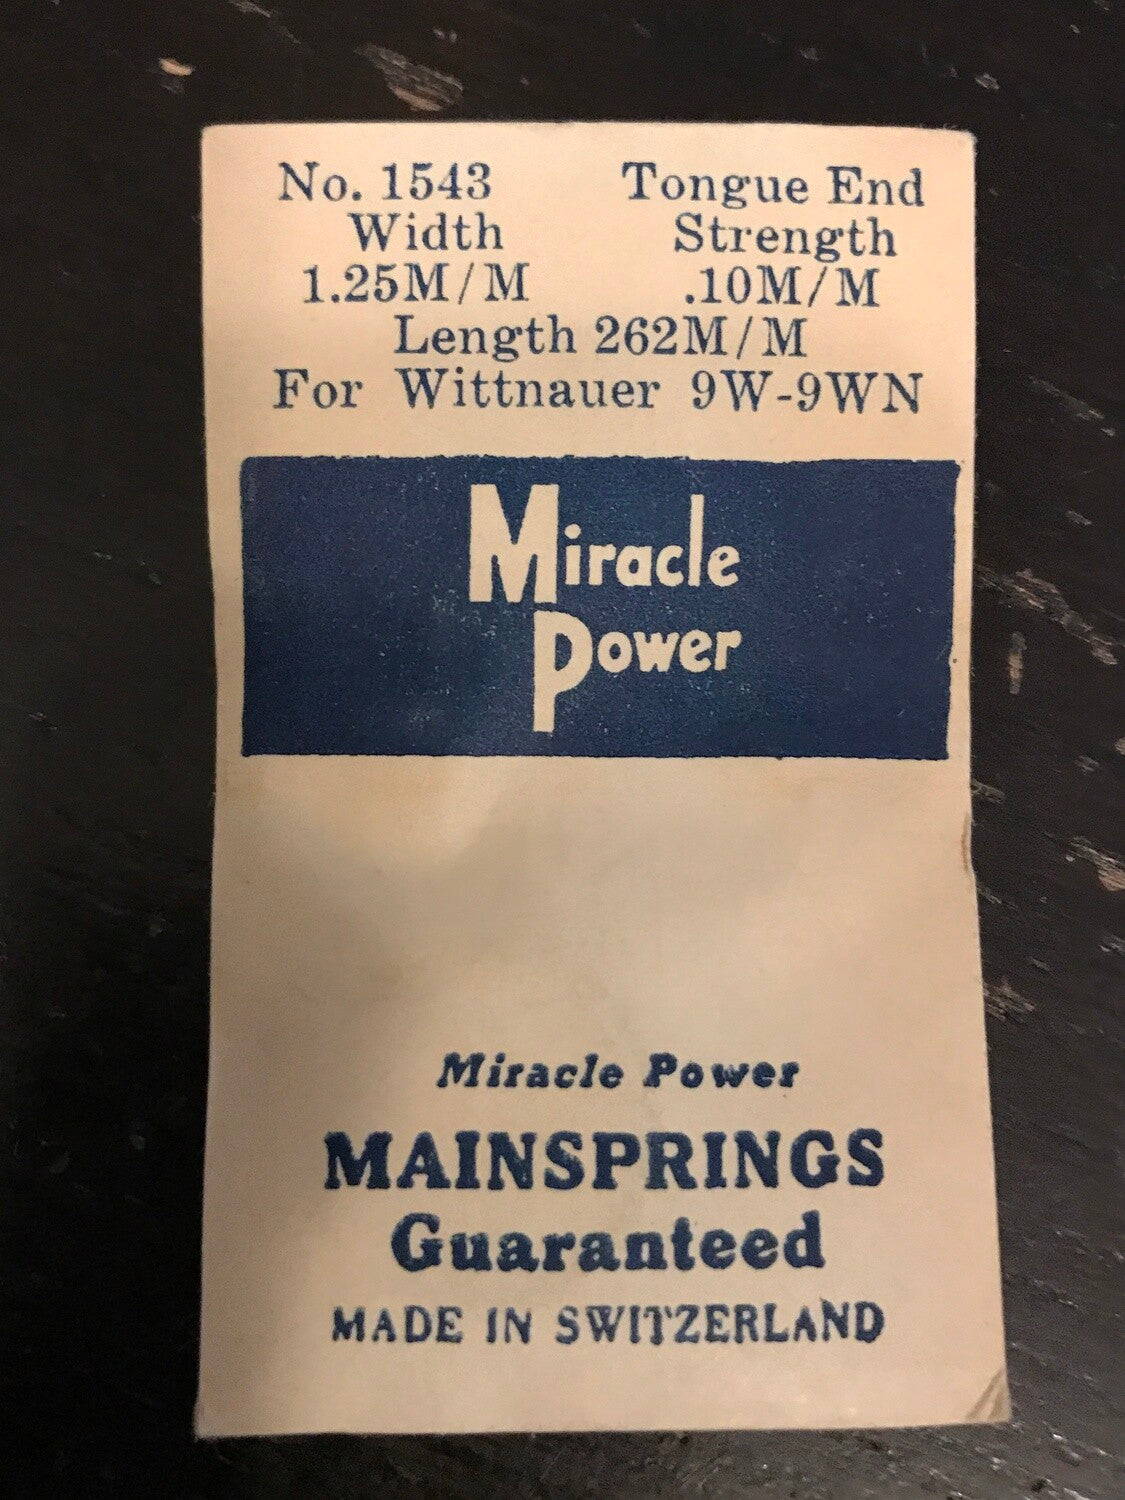 No. 1543 Tongue End
Width Strength
1.25M/M .10M/M
Length 262M/M
For Wittnauer 9W-9WN
Miracle
Power
Miracle Power
MAINSPRINGS
Guaranteed
MADE IN SWITZERLAND